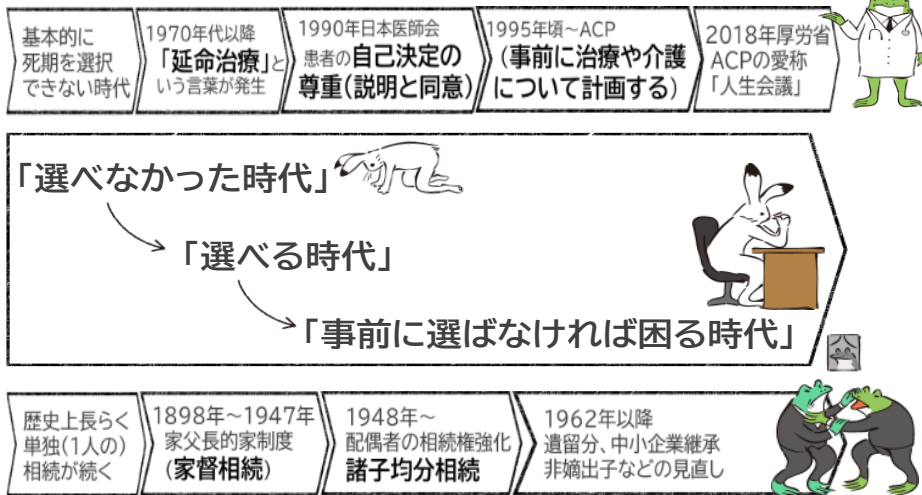 基本的に
死期を選択
できない時代
1970年代以降
「延命治療」と
いう言葉が発生
1990年日本医師会
患者の自己決定の
尊重(説明と同意)
1995年頃～ACP
(事前に治療や介護
について計画する)
2018年厚労省
ACPの愛称
「人生会議」
「選べなかった時代」
「選べる時代」
「事前に選ばなければ困る時代」
歴史上長らく
単独(1人の)
相続が続く
1898年～1947年
家父長的家制度
(家督相続)
1948年～
配偶者の相続権強化
諸子均分相続
1962年以降
遺留分、中小企業継承
非嫡出子などの見直し